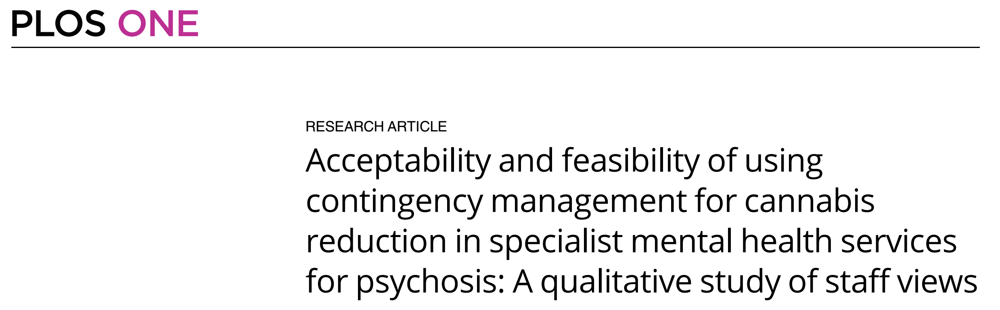 PLOS ONE
RESEARCH ARTICLE
Acceptability and feasibility of using
contingency management for cannabis
reduction in specialist mental health services
for psychosis: A qualitative study of staff views